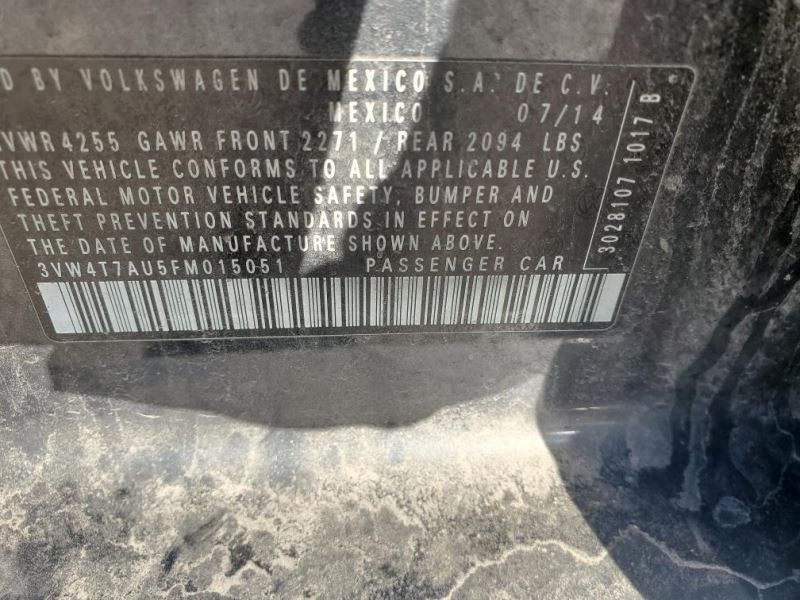 D BY VOLKSWAGEN DE MEXICO S.A. DE C.V.
MEXICO 07/14
VWR 4255 GAWR FRONT 2271 / REAR 2094 LBS
THIS VEHICLE CONFORMS TO ALL APPLICABLE U.S.
FEDERAL MOTOR VEHICLE SAFETY, BUMPER AND
THEFT PREVENTION STANDARDS IN EFFECT ON
THE DATE OF MANUFACTURE SHOWN ABOVE.
3VW4T7AU5FM015051 PASSENGER CAR
3028107 1017 B